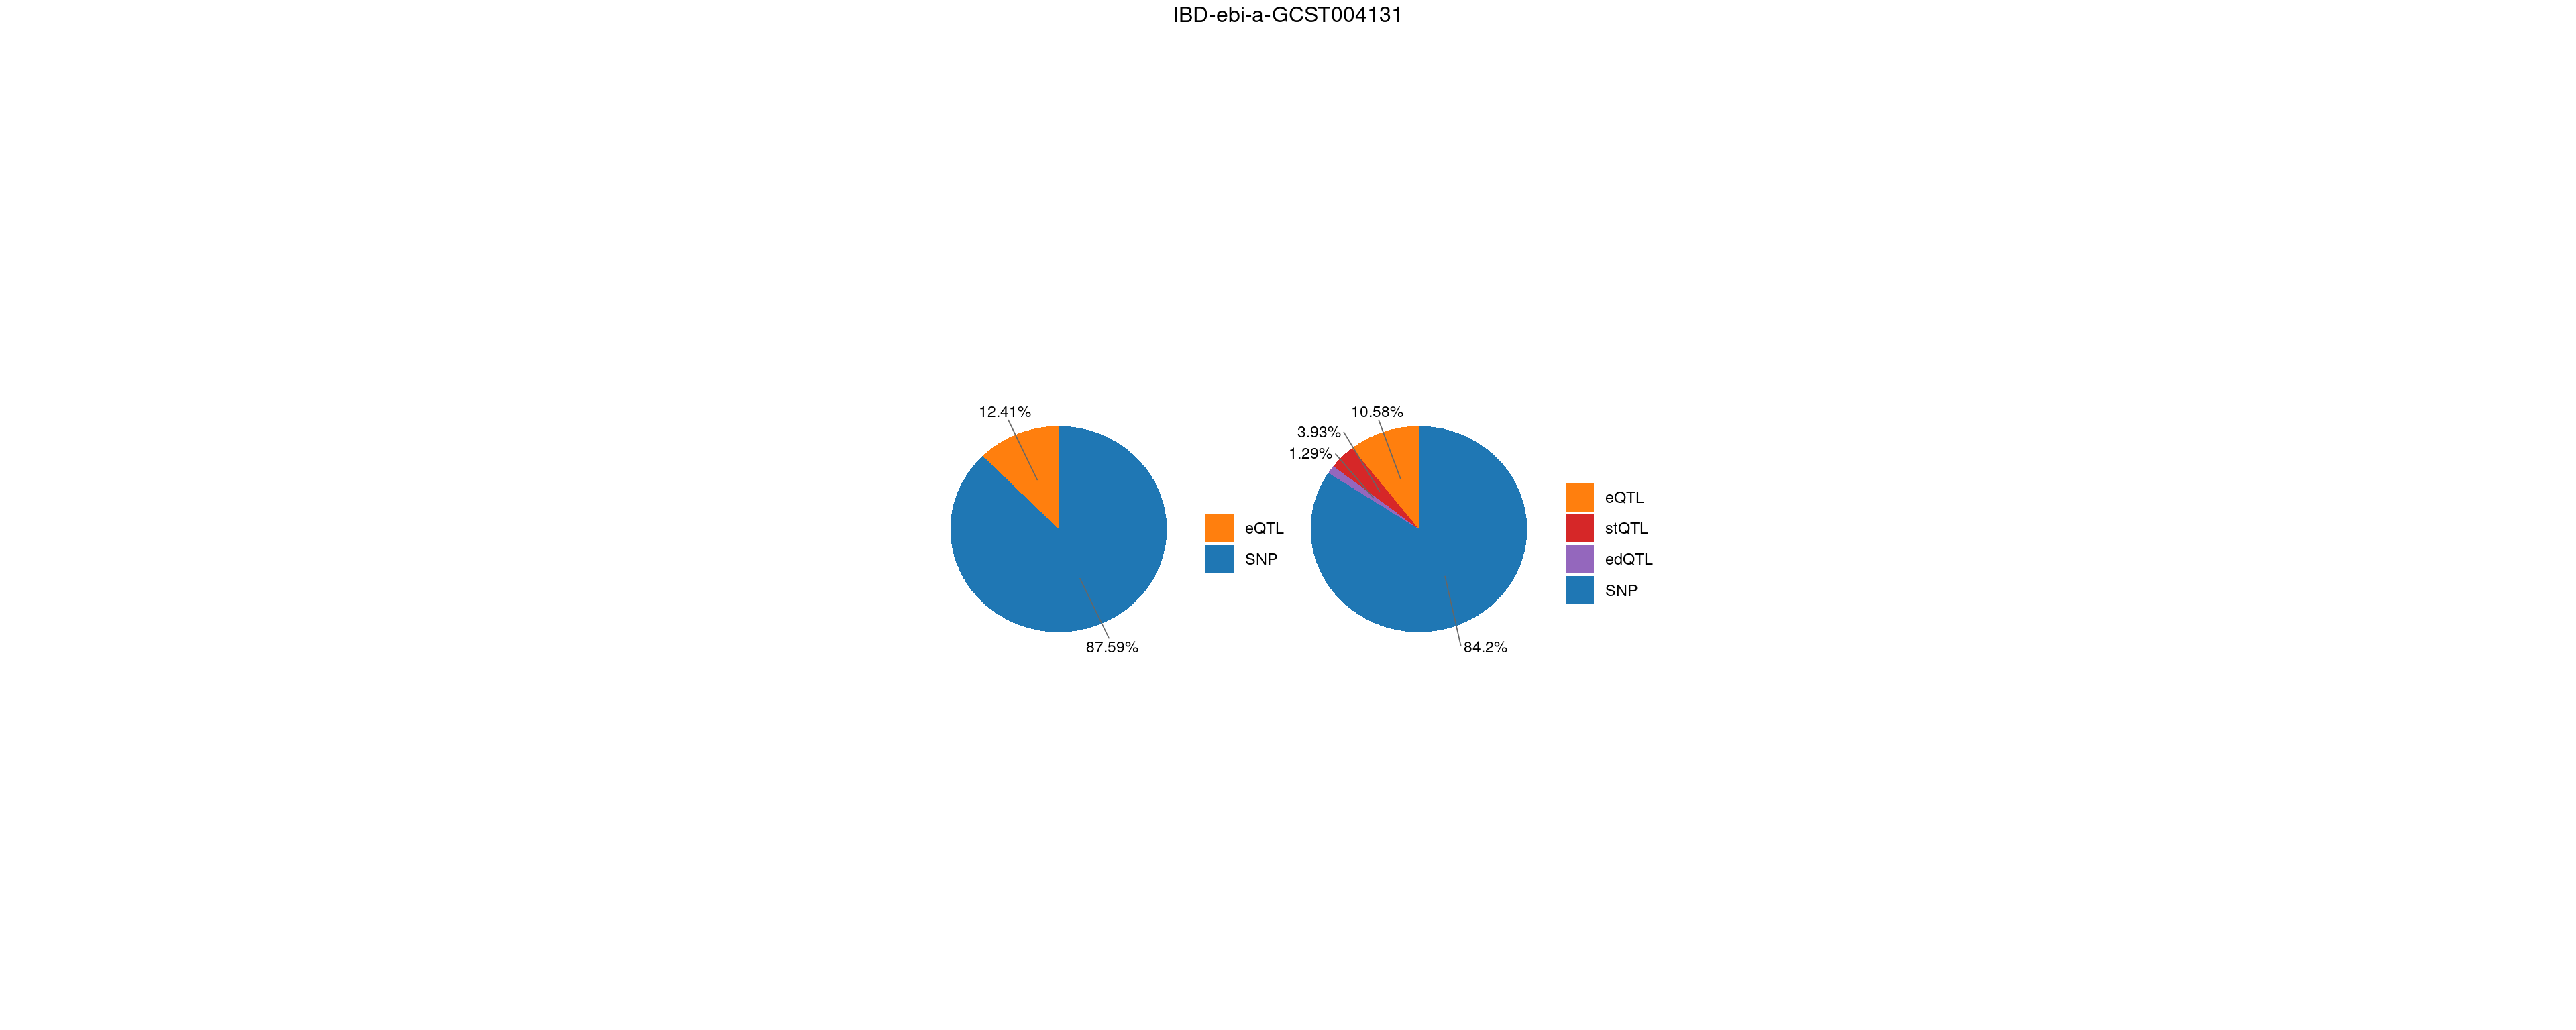 IBD-ebi-a-GCST004131
12.41%
87.59%
eQTL
SNP
10.58%
3.93%
1.29%
84.2%
eQTL
stQTL
edQTL
SNP